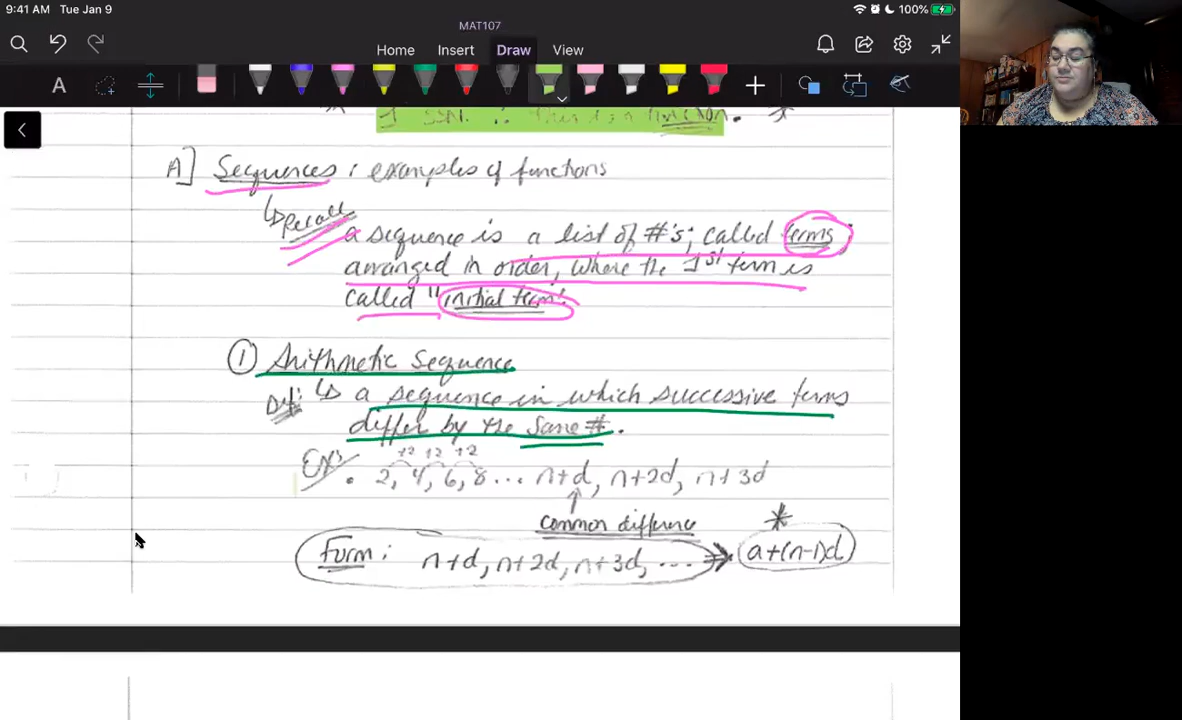 9:41 AM Tue Jan 9
100%
MAT107
Home Insert Draw View
A
function.
A] Sequences : examples of functions
Recall
a sequence is a list of #'s; called terms
arranged in order, where the 1st term is
called "initial term".
① Arithmetic Sequence
Def: ↳ a sequence in which successive terms
differ by the same #.
+2 +2 +2
Ex's . 2, 4, 6, 8 ... n+d, n+2d, n+3d
common difference *
Form: n+d, n+2d, n+3d, ... ⇒ a+(n-1)d